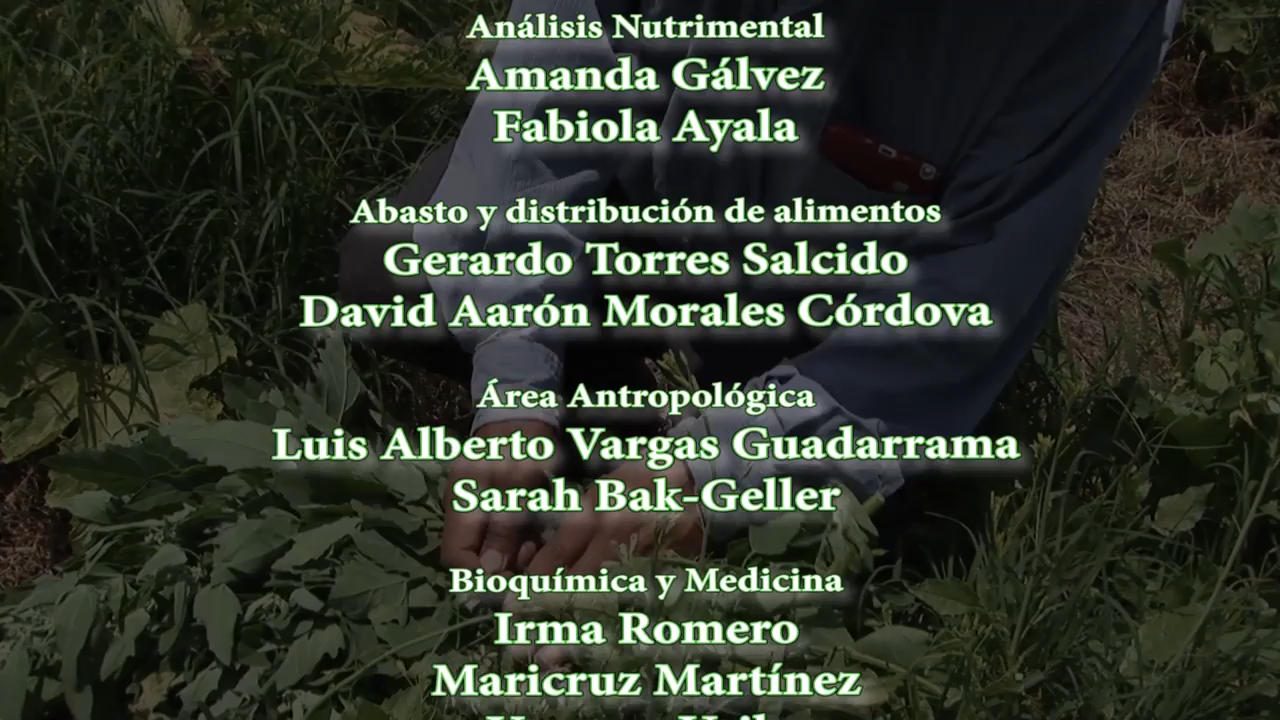 Análisis Nutrimental
Amanda Gálvez
Fabiola Ayala
Abasto y distribución de alimentos
Gerardo Torres Salcido
David Aarón Morales Córdova
Área Antropológica
Luis Alberto Vargas Guadarrama
Sarah Bak-Geller
Bioquímica y Medicina
Irma Romero
Maricruz Martínez